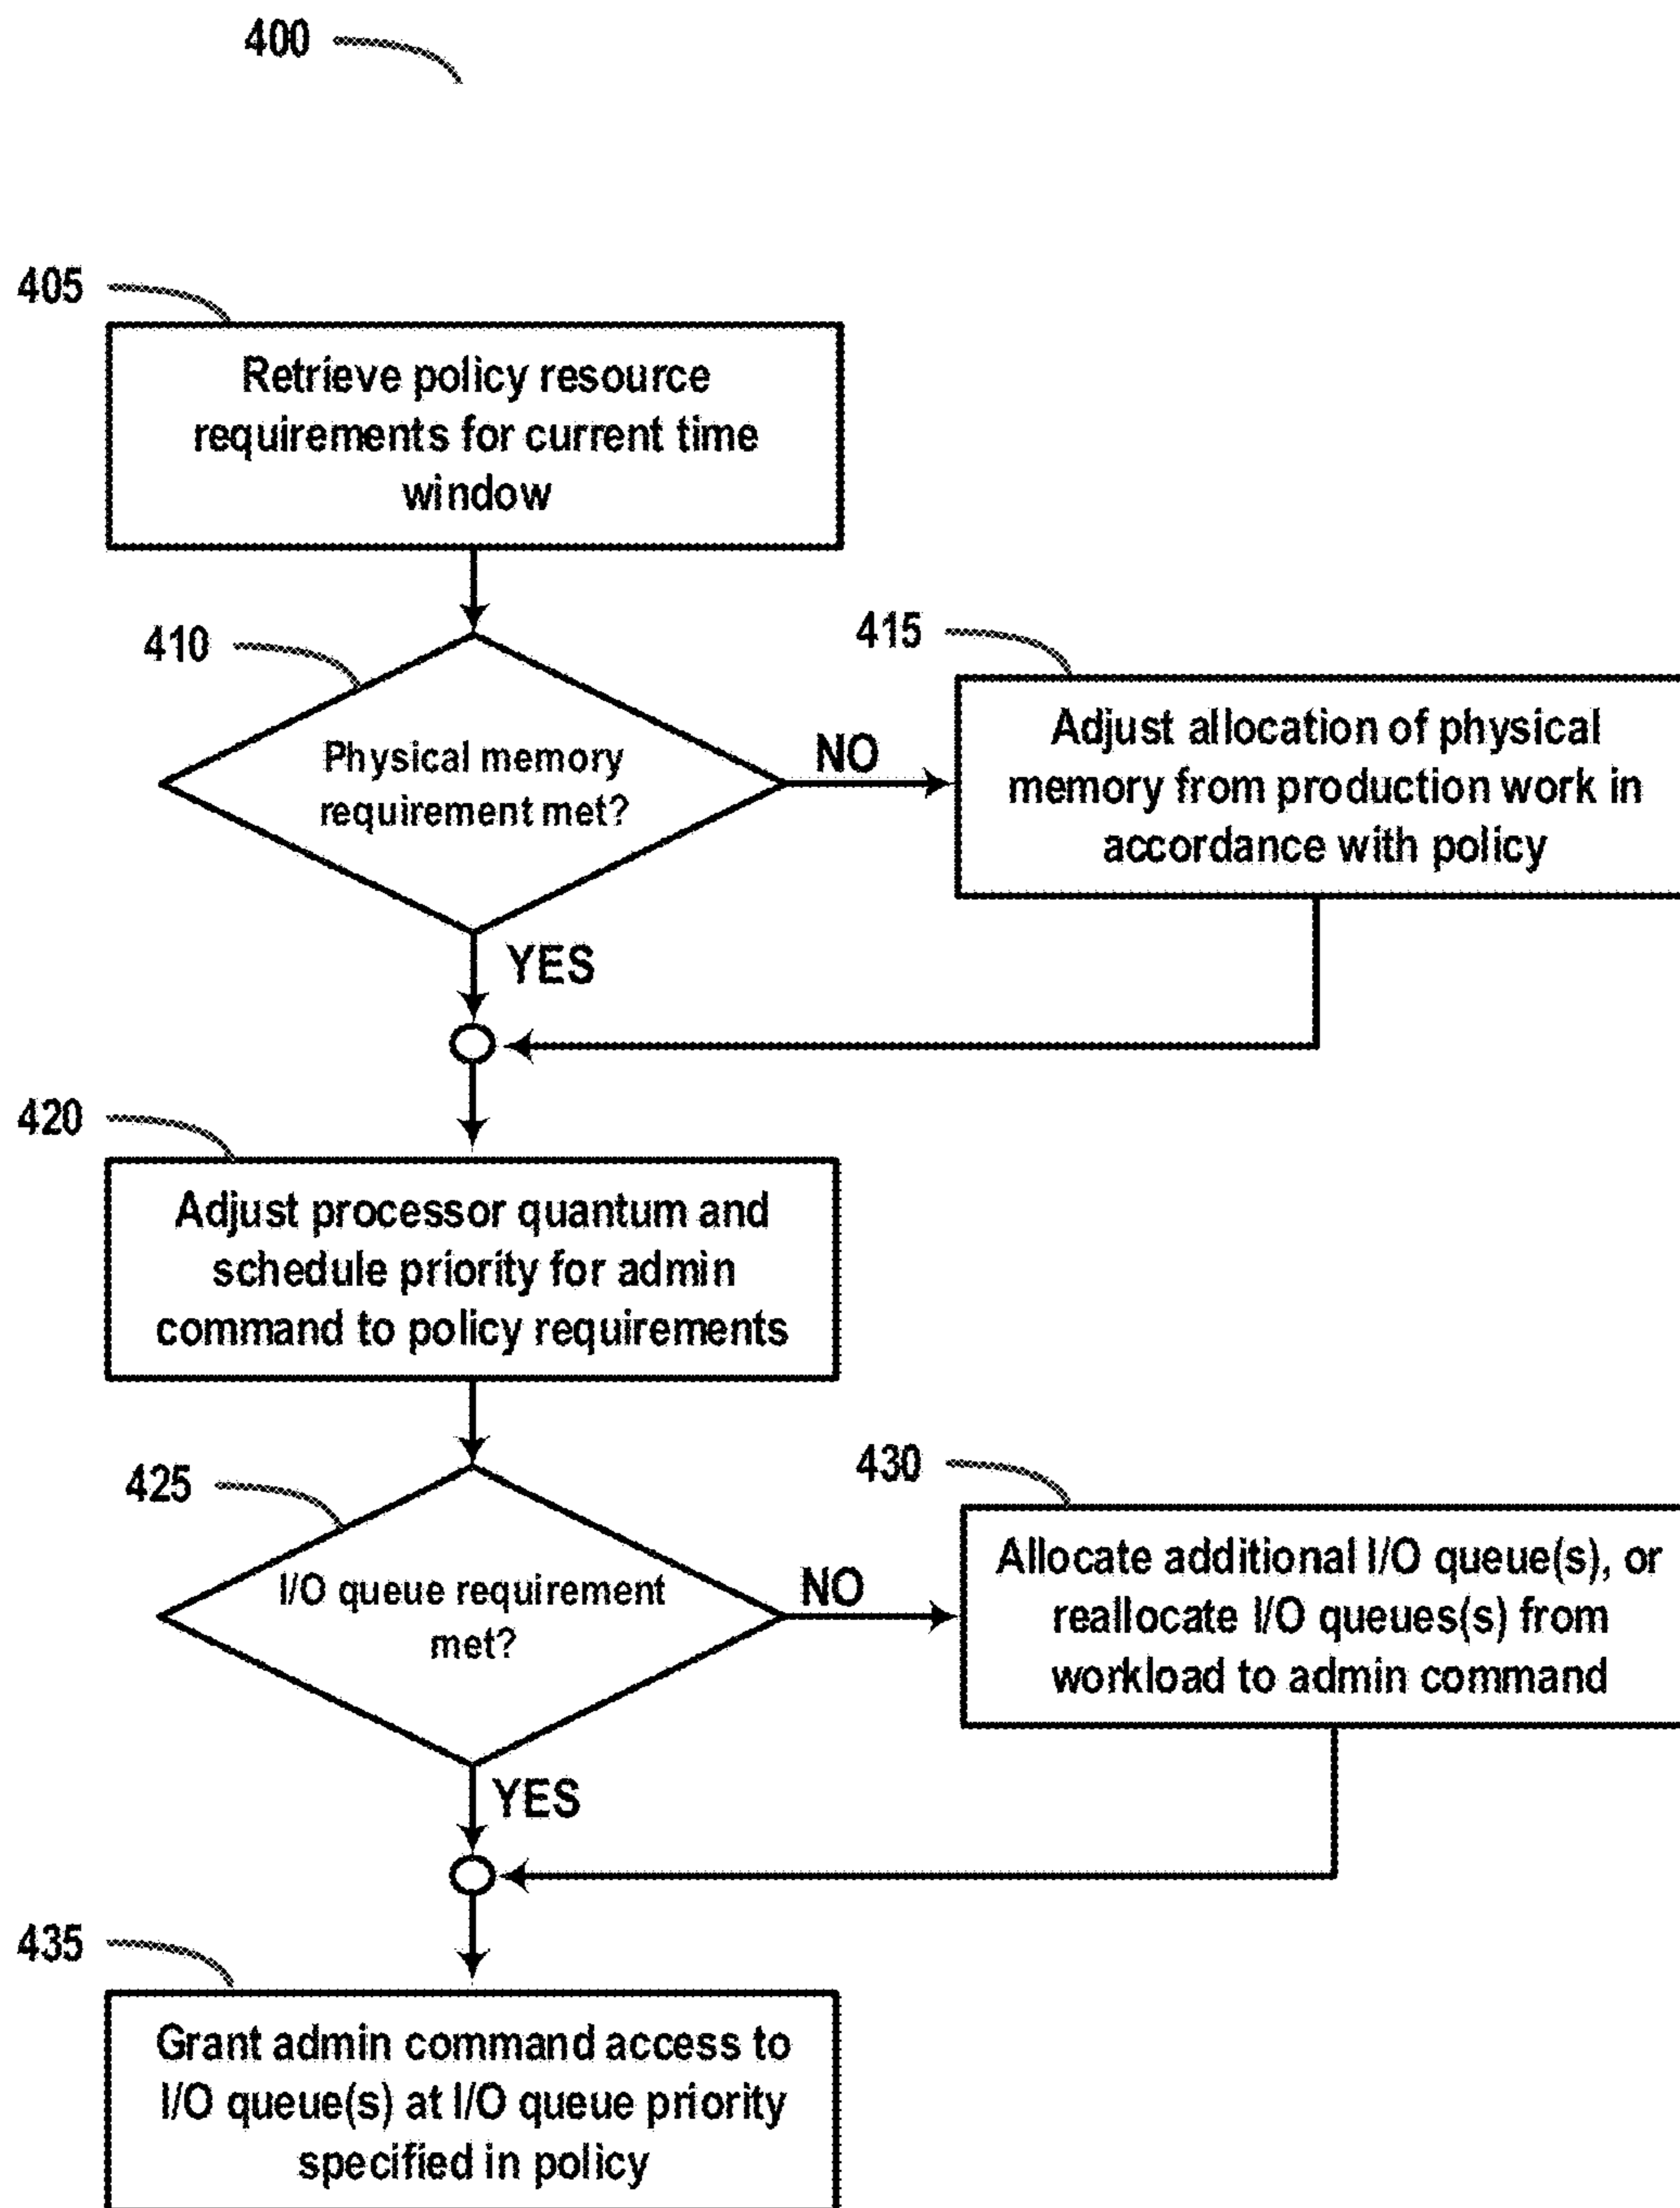 400
405
Retrieve policy resource
requirements for current time
window
410
Physical memory
requirement met?
NO
415
Adjust allocation of physical
memory from production work in
accordance with policy
YES
420
Adjust processor quantum and
schedule priority for admin
command to policy requirements
425
I/O queue requirement
met?
NO
430
Allocate additional I/O queue(s), or
reallocate I/O queues(s) from
workload to admin command
YES
435
Grant admin command access to
I/O queue(s) at I/O queue priority
specified in policy